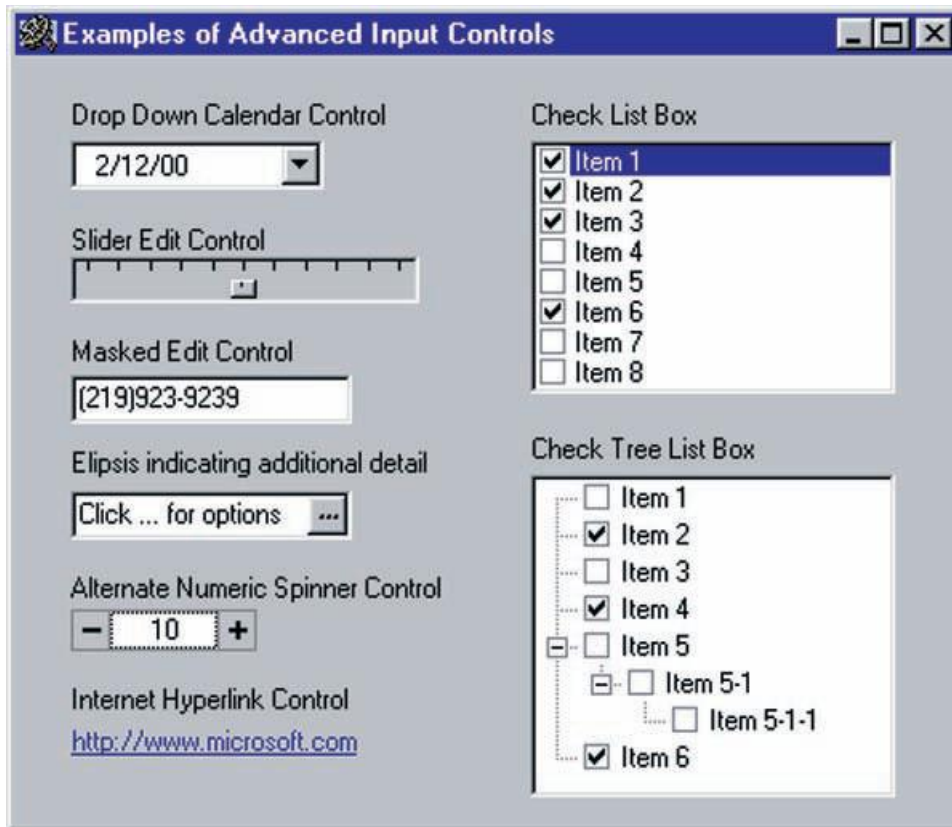 Examples of Advanced Input Controls
Drop Down Calendar Control
2/12/00
Slider Edit Control
Masked Edit Control
(219)923-9239
Elipsis indicating additional detail
Click ... for options ...
Alternate Numeric Spinner Control
− 10 +
Internet Hyperlink Control
http://www.microsoft.com
Check List Box
Item 1
Item 2
Item 3
Item 4
Item 5
Item 6
Item 7
Item 8
Check Tree List Box
Item 1
Item 2
Item 3
Item 4
Item 5
Item 5-1
Item 5-1-1
Item 6